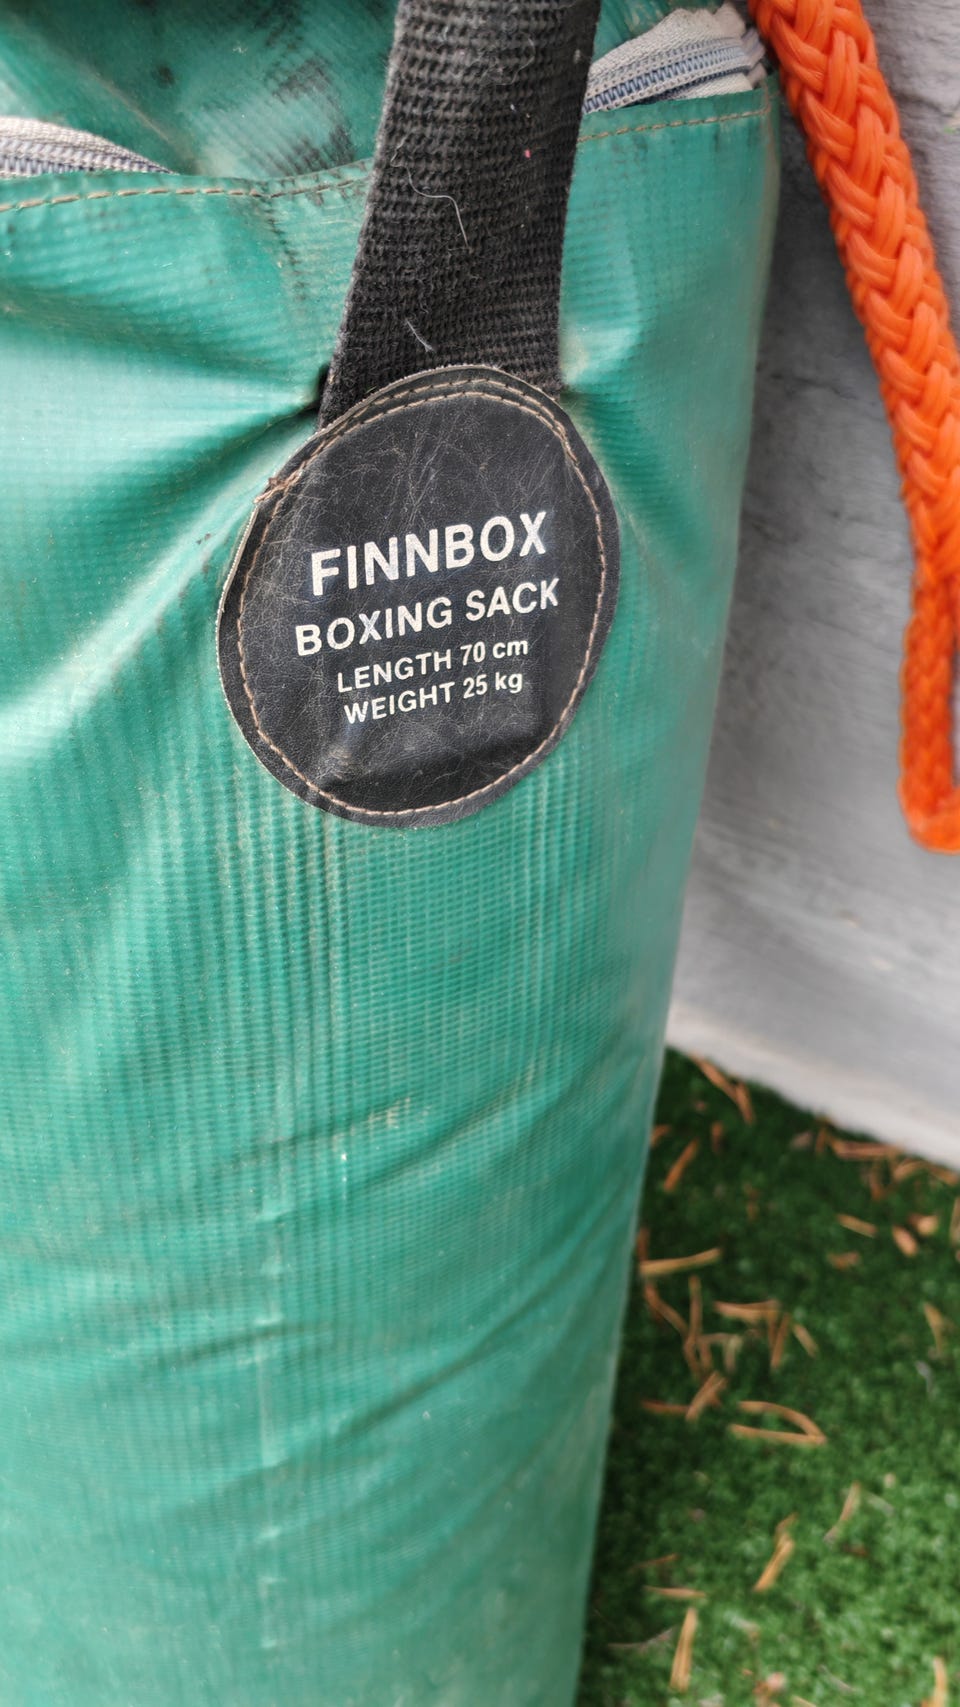 FINNBOX
BOXING SACK
LENGTH 70 cm
WEIGHT 25 kg